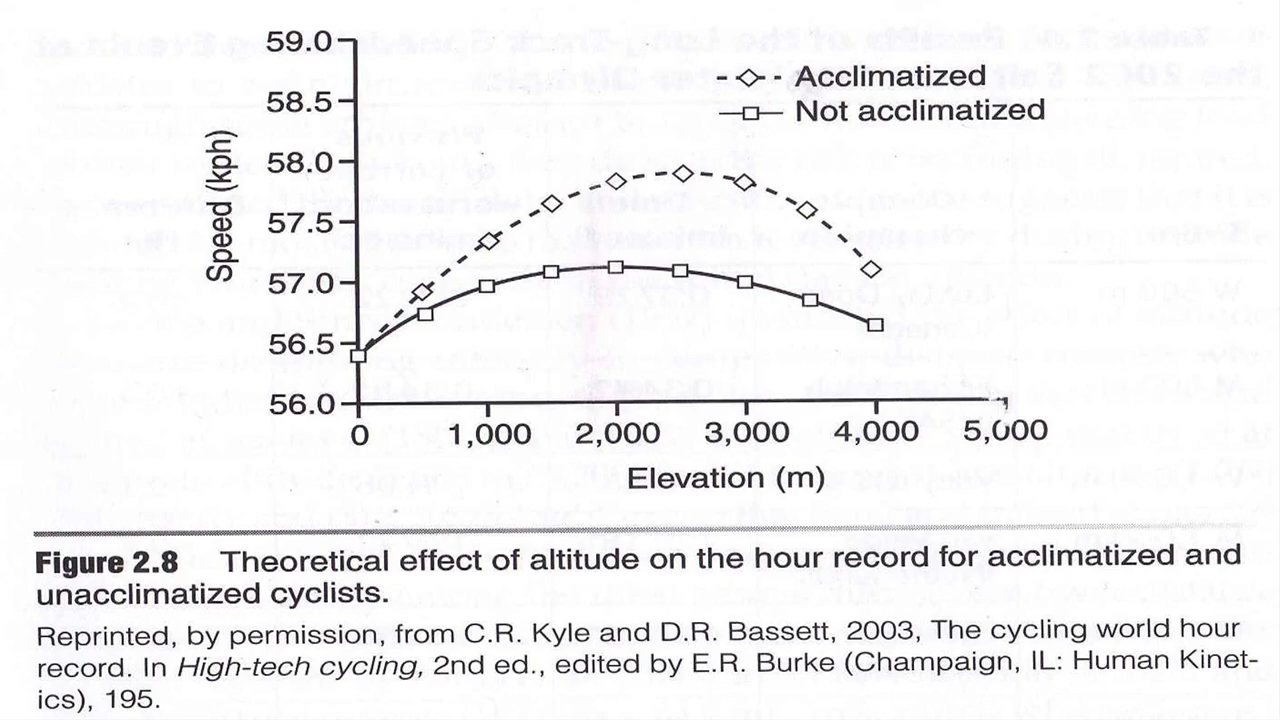 59.0
58.5
58.0
57.5
57.0
56.5
56.0
Speed (kph)
Acclimatized
Not acclimatized
0 1,000 2,000 3,000 4,000 5,000
Elevation (m)
Figure 2.8 Theoretical effect of altitude on the hour record for acclimatized and
unacclimatized cyclists.
Reprinted, by permission, from C.R. Kyle and D.R. Bassett, 2003, The cycling world hour
record. In High-tech cycling, 2nd ed., edited by E.R. Burke (Champaign, IL: Human Kinet-
ics), 195.